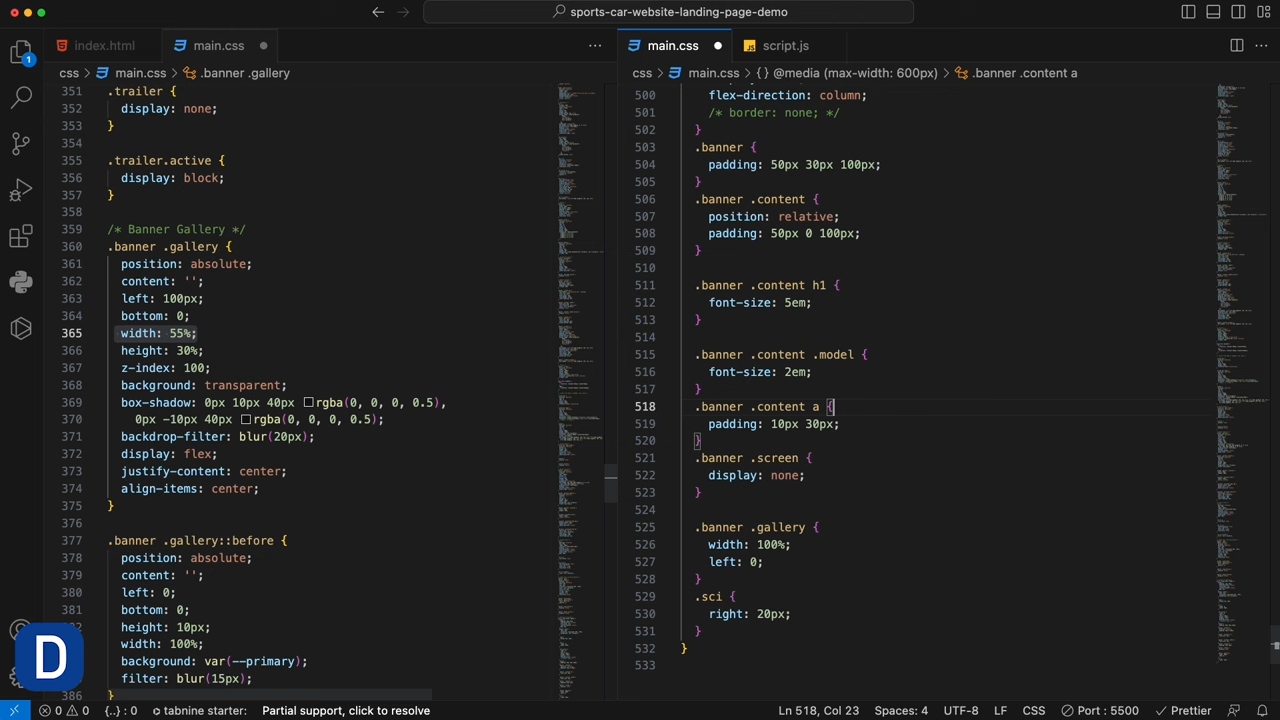 sports-car-website-landing-page-demo
index.html
main.css
main.css
script.js
css > main.css > .banner .gallery
css > main.css > {} @media (max-width: 600px) > .banner .content a
1
351 .trailer {
352 display: none;
353 }
354
355 .trailer.active {
356 display: block;
357 }
358
359 /* Banner Gallery */
360 .banner .gallery {
361 position: absolute;
362 content: '';
363 left: 100px;
364 bottom: 0;
365 width: 55%;
366 height: 30%;
367 z-index: 100;
368 background: transparent;
369 box-shadow: 0px 10px 40px rgba(0, 0, 0, 0.5),
370 0px -10px 40px rgba(0, 0, 0, 0.5);
371 backdrop-filter: blur(20px);
372 display: flex;
373 justify-content: center;
374 align-items: center;
375 }
376
377 .banner .gallery::before {
378 position: absolute;
379 content: '';
380 left: 0;
381 bottom: 0;
382 height: 10px;
383 width: 100%;
384 background: var(--primary);
385 filter: blur(15px);
386 }
500 flex-direction: column;
501 /* border: none; */
502 }
503 .banner {
504 padding: 50px 30px 100px;
505 }
506 .banner .content {
507 position: relative;
508 padding: 50px 0 100px;
509 }
510
511 .banner .content h1 {
512 font-size: 5em;
513 }
514
515 .banner .content .model {
516 font-size: 2em;
517 }
518 .banner .content a {
519 padding: 10px 30px;
520 }
521 .banner .screen {
522 display: none;
523 }
524
525 .banner .gallery {
526 width: 100%;
527 left: 0;
528 }
529 .sci {
530 right: 20px;
531 }
532 }
533
D
0 0
tabnine starter:
Partial support, click to resolve
Ln 518, Col 23
Spaces: 4
UTF-8
LF
CSS
Port : 5500
Prettier